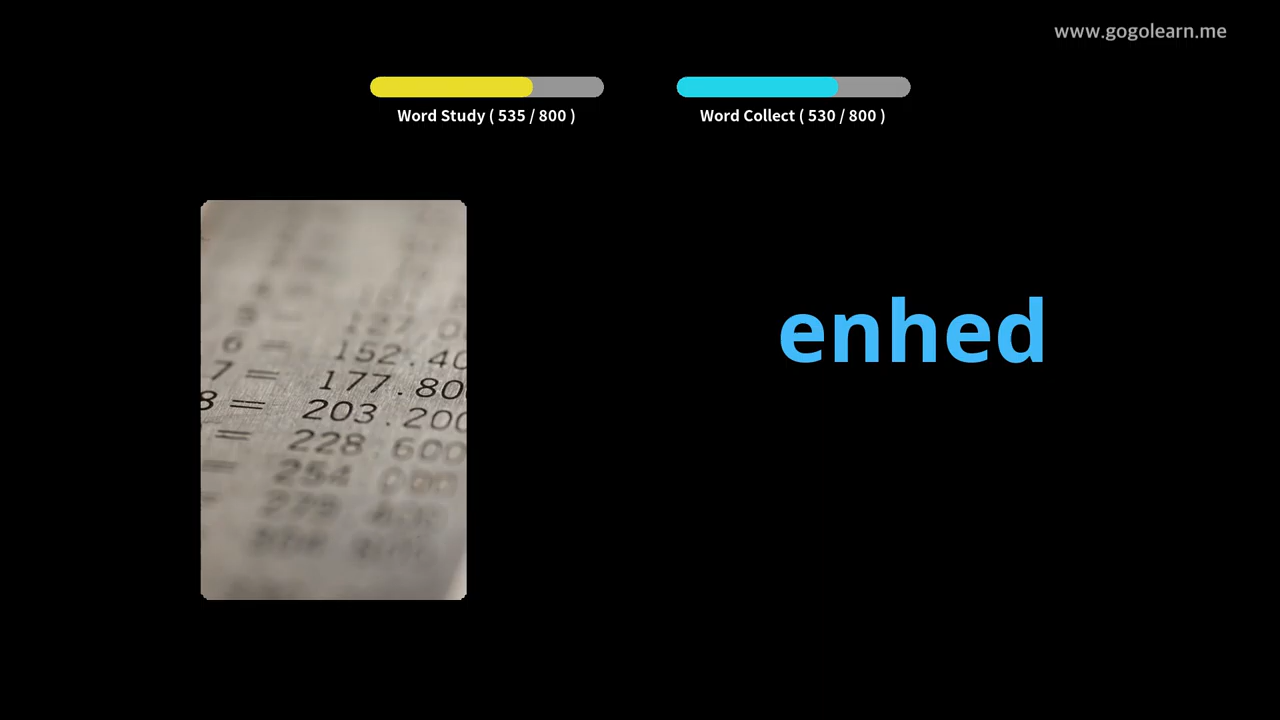 www.gogolearn.me
Word Study ( 535 / 800 )
Word Collect ( 530 / 800 )
enhed
6 = 152.40
7 = 177.80
8 = 203.200
= 228.600
= 254 000